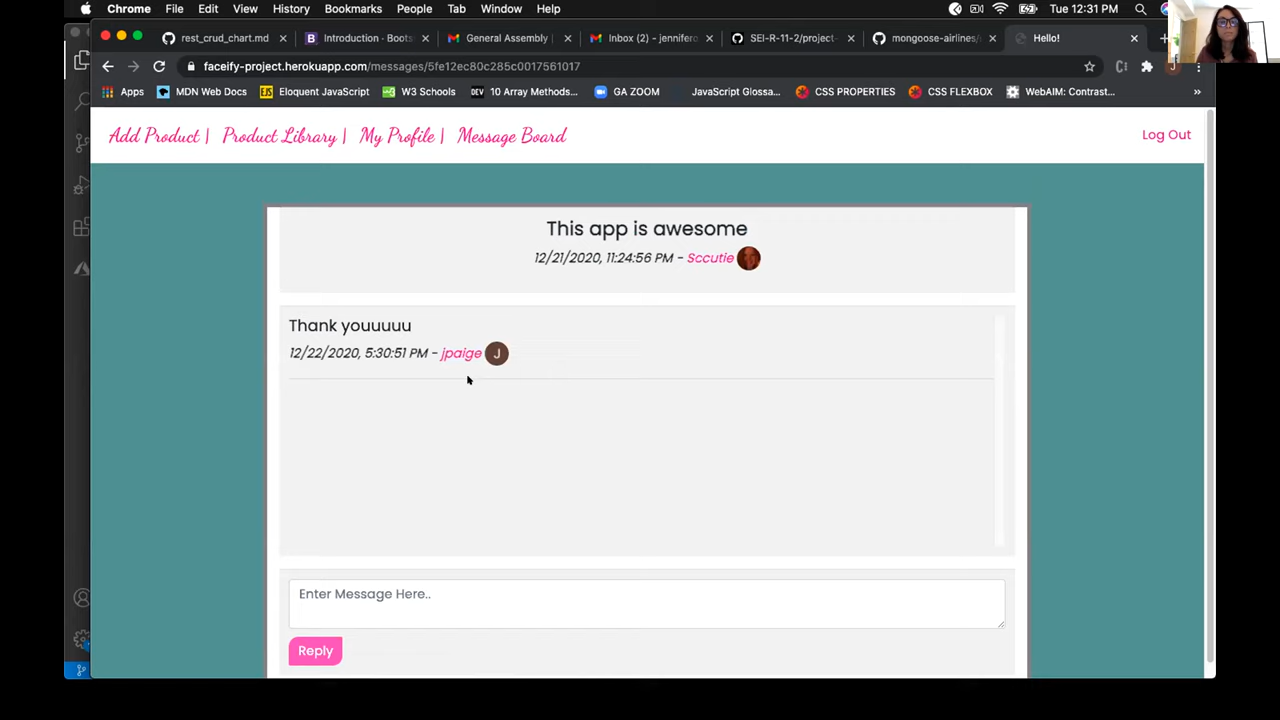 Chrome File Edit View History Bookmarks People Tab Window Help Tue 12:31 PM
rest_crud_chart.md Introduction · Boots General Assembly Inbox (2) - jennifero SEI-R-11-2/project- mongoose-airlines/ Hello!
faceify-project.herokuapp.com/messages/5fe12ec80c285c0017561017 J
Apps MDN Web Docs Eloquent JavaScript W3 Schools 10 Array Methods... GA ZOOM JavaScript Glossa... CSS PROPERTIES CSS FLEXBOX WebAIM: Contrast... »
Add Product | Product Library | My Profile | Message Board Log Out
This app is awesome
12/21/2020, 11:24:56 PM - Sccutie
Thank youuuuu
12/22/2020, 5:30:51 PM - jpaige J
Enter Message Here..
Reply